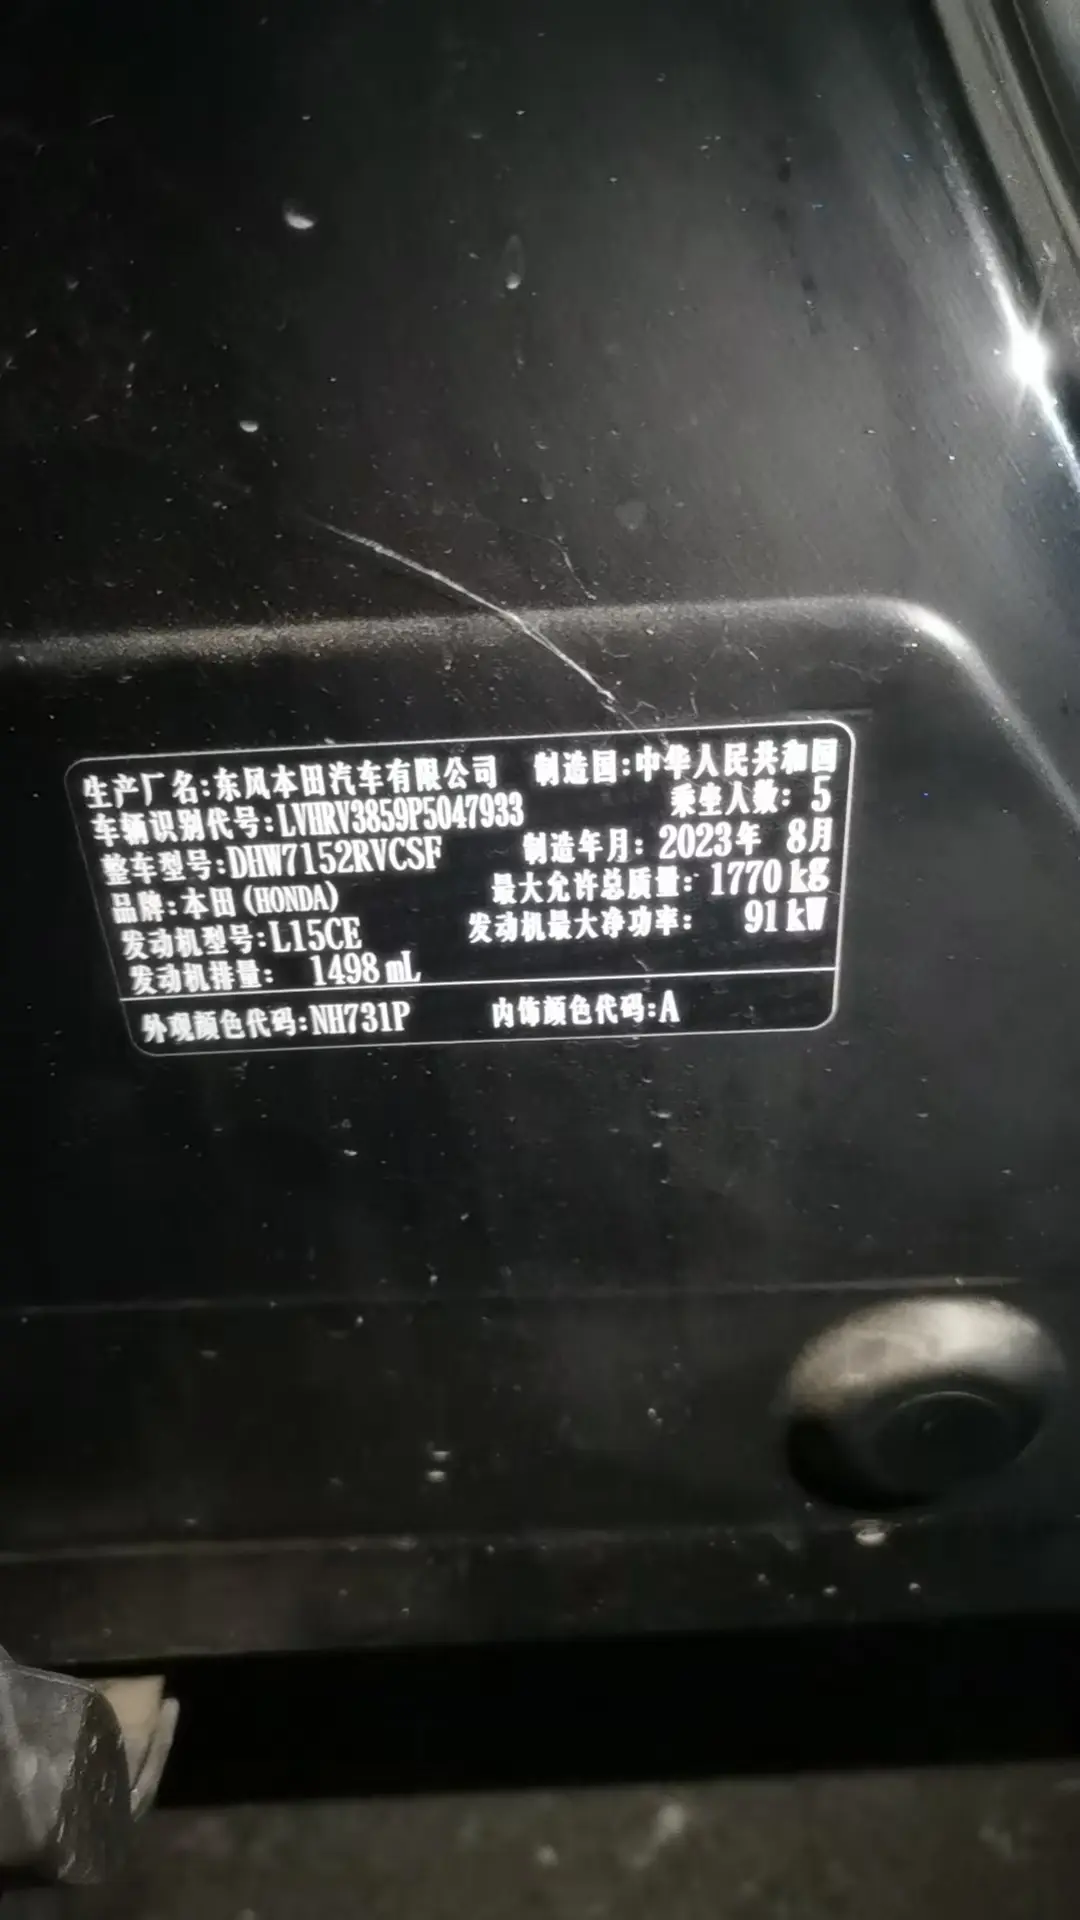 生产厂名:东风本田汽车有限公司 制造国:中华人民共和国
车辆识别代号:LVHRV3859P5047933 乘坐人数: 5
整车型号:DHW7152RVCSF 制造年月: 2023年 8月
品牌:本田(HONDA) 最大允许总质量: 1770 kg
发动机型号:L15CE 发动机最大净功率: 91 kW
发动机排量: 1498 mL
外观颜色代码:NH731P 内饰颜色代码:A